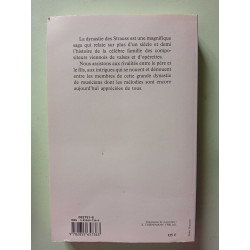 La dynastie des Strauss est une magnifique
saga qui relate sur plus d'un siècle et demi
l'histoire de la célèbre famille des compo-
siteurs viennois de valses et d'opérettes.
Nous assistons aux rivalités entre le père et
le fils, aux intrigues qui se nouent et dénouent
entre les membres de cette grande dynastie
de musiciens dont les mélodies sont encore
aujourd'hui appréciées de tous.